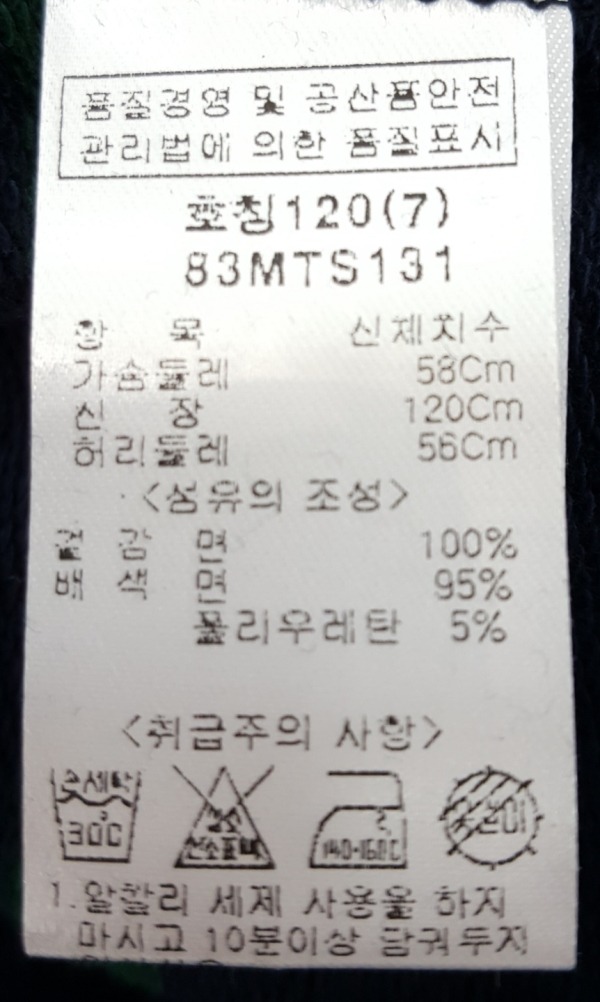 품질경영 및 공산품안전
관리법에 의한 품질표시
호칭120(7)
83MTS131
항 목 신체치수
가슴둘레 58Cm
신 장 120Cm
허리둘레 56Cm
<섬유의 조성>
겉 감 면 100%
배 색 면 95%
폴리우레탄 5%
<취급주의 사항>
손세탁
30℃
염소
산소표백
140-160℃
드라이
1.알칼리 세제 사용을 하지
마시고 10분이상 담궈두지